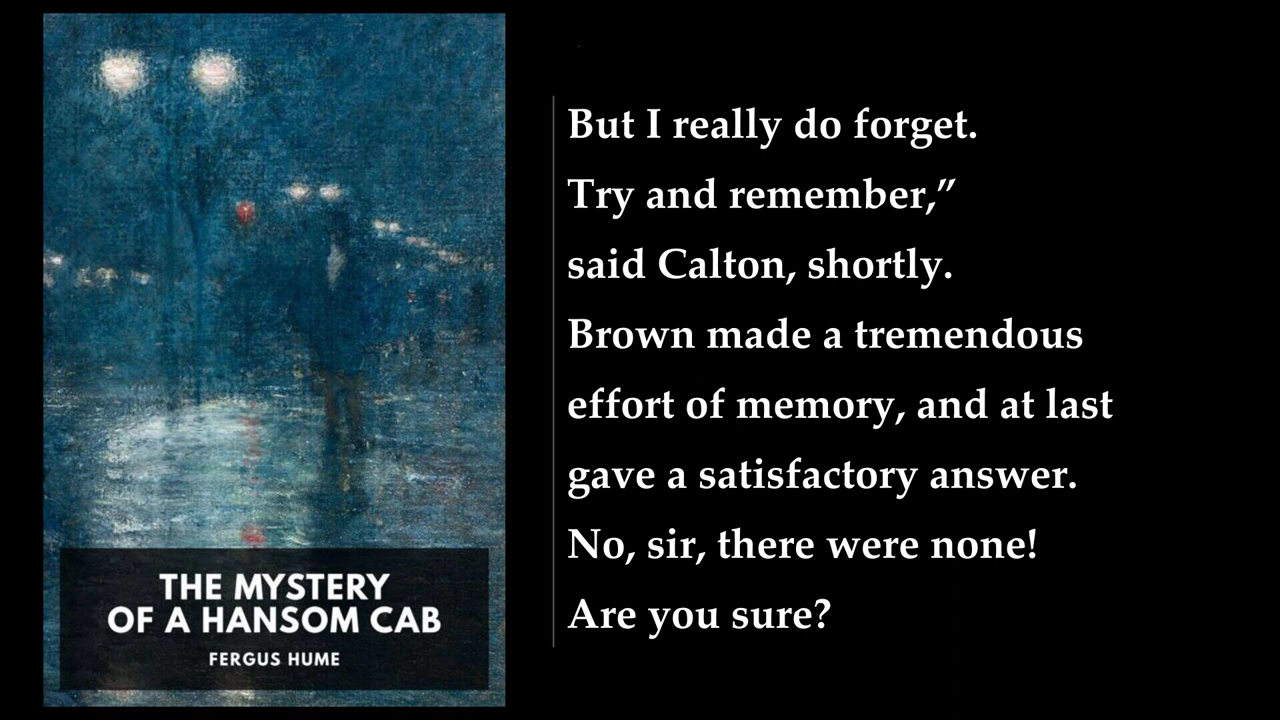 THE MYSTERY
OF A HANSOM CAB
FERGUS HUME
But I really do forget.
Try and remember,”
said Calton, shortly.
Brown made a tremendous
effort of memory, and at last
gave a satisfactory answer.
No, sir, there were none!
Are you sure?